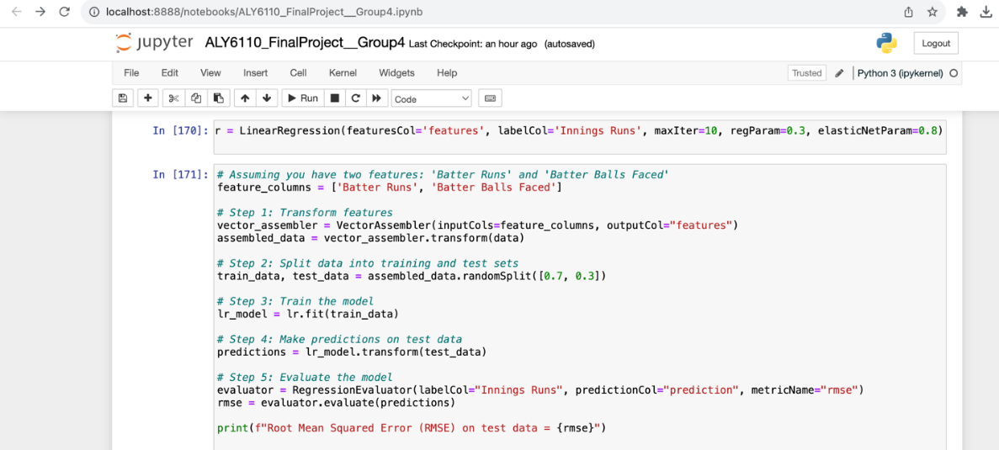 localhost:8888/notebooks/ALY6110_FinalProject__Group4.ipynb
jupyter ALY6110_FinalProject__Group4 Last Checkpoint: an hour ago (autosaved)
Logout
File Edit View Insert Cell Kernel Widgets Help
Trusted Python 3 (ipykernel)
Run Code
In [170]: r = LinearRegression(featuresCol='features', labelCol='Innings Runs', maxIter=10, regParam=0.3, elasticNetParam=0.8)
In [171]: # Assuming you have two features: 'Batter Runs' and 'Batter Balls Faced'
feature_columns = ['Batter Runs', 'Batter Balls Faced']
# Step 1: Transform features
vector_assembler = VectorAssembler(inputCols=feature_columns, outputCol="features")
assembled_data = vector_assembler.transform(data)
# Step 2: Split data into training and test sets
train_data, test_data = assembled_data.randomSplit([0.7, 0.3])
# Step 3: Train the model
lr_model = lr.fit(train_data)
# Step 4: Make predictions on test data
predictions = lr_model.transform(test_data)
# Step 5: Evaluate the model
evaluator = RegressionEvaluator(labelCol="Innings Runs", predictionCol="prediction", metricName="rmse")
rmse = evaluator.evaluate(predictions)
print(f"Root Mean Squared Error (RMSE) on test data = {rmse}")